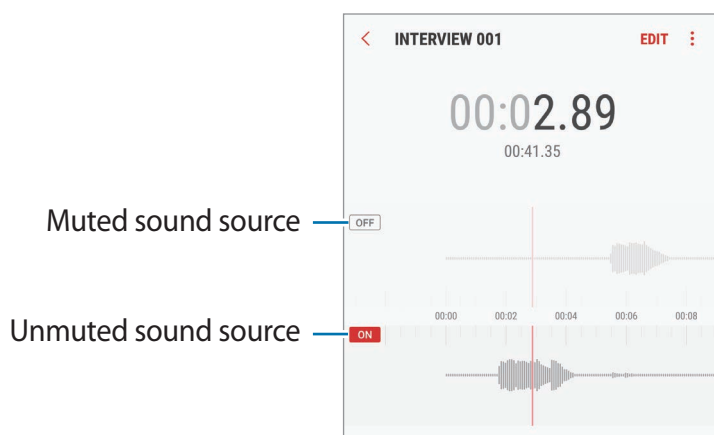 INTERVIEW 001 EDIT
00:02.89
00:41.35
Muted sound source
OFF
00:00 00:02 00:04 00:06 00:08
Unmuted sound source
ON